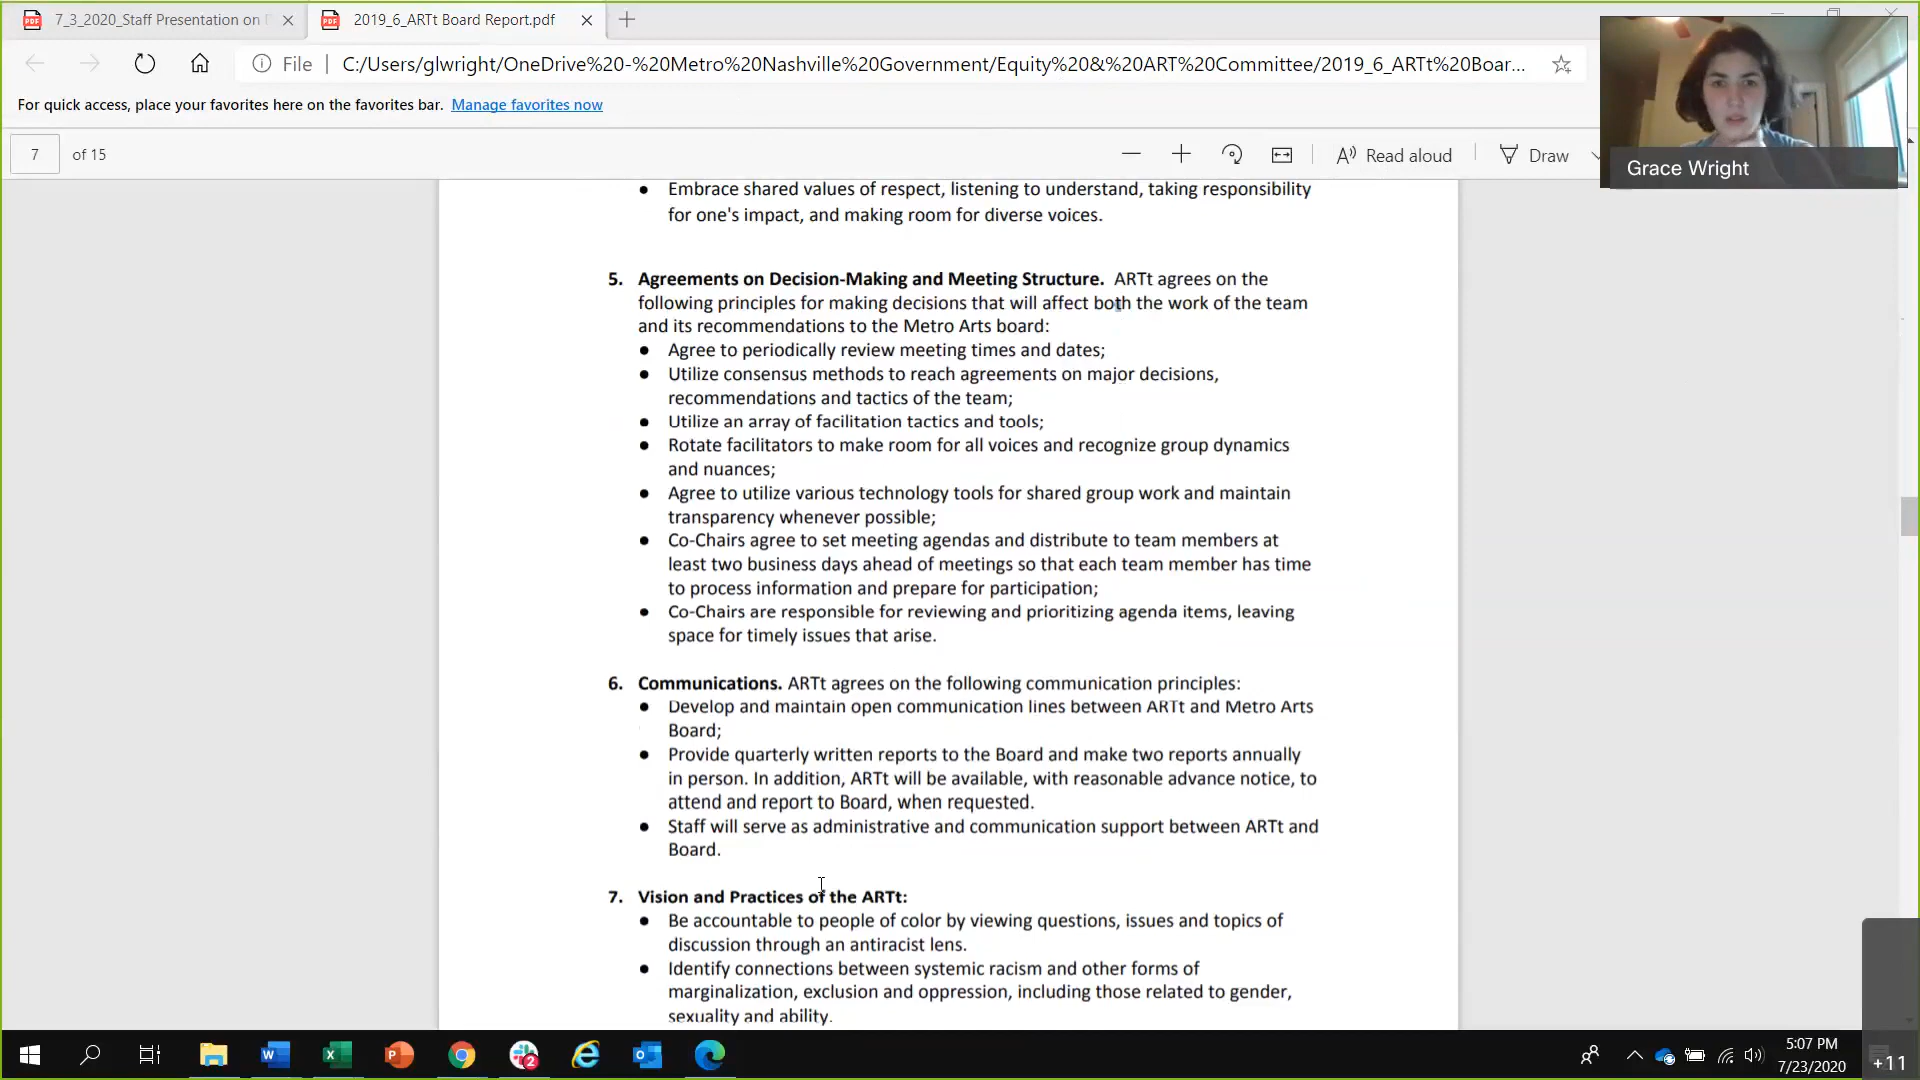 7_3_2020_Staff Presentation on
2019_6_ARTt Board Report.pdf
File
C:/Users/glwright/OneDrive%20-%20Metro%20Nashville%20Government/Equity%20&%20ART%20Committee/2019_6_ARTt%20Boar...
For quick access, place your favorites here on the favorites bar. Manage favorites now
7 of 15
Read aloud
Draw
Grace Wright
• Embrace shared values of respect, listening to understand, taking responsibility
for one's impact, and making room for diverse voices.
5. Agreements on Decision-Making and Meeting Structure. ARTt agrees on the
following principles for making decisions that will affect both the work of the team
and its recommendations to the Metro Arts board:
• Agree to periodically review meeting times and dates;
• Utilize consensus methods to reach agreements on major decisions,
recommendations and tactics of the team;
• Utilize an array of facilitation tactics and tools;
• Rotate facilitators to make room for all voices and recognize group dynamics
and nuances;
• Agree to utilize various technology tools for shared group work and maintain
transparency whenever possible;
• Co-Chairs agree to set meeting agendas and distribute to team members at
least two business days ahead of meetings so that each team member has time
to process information and prepare for participation;
• Co-Chairs are responsible for reviewing and prioritizing agenda items, leaving
space for timely issues that arise.
6. Communications. ARTt agrees on the following communication principles:
• Develop and maintain open communication lines between ARTt and Metro Arts
Board;
• Provide quarterly written reports to the Board and make two reports annually
in person. In addition, ARTt will be available, with reasonable advance notice, to
attend and report to Board, when requested.
• Staff will serve as administrative and communication support between ARTt and
Board.
7. Vision and Practices of the ARTt:
• Be accountable to people of color by viewing questions, issues and topics of
discussion through an antiracist lens.
• Identify connections between systemic racism and other forms of
marginalization, exclusion and oppression, including those related to gender,
sexuality and ability.
5:07 PM
7/23/2020
+11